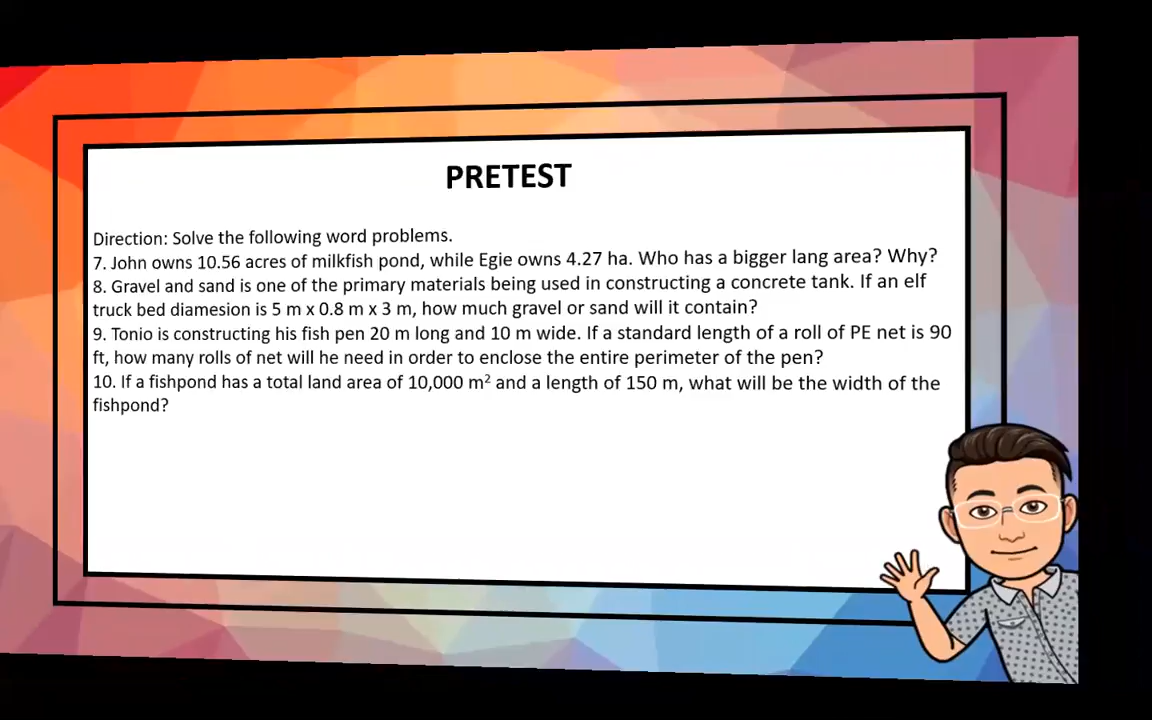 PRETEST
Direction: Solve the following word problems.
7. John owns 10.56 acres of milkfish pond, while Egie owns 4.27 ha. Who has a bigger lang area? Why?
8. Gravel and sand is one of the primary materials being used in constructing a concrete tank. If an elf
truck bed diamesion is 5 m x 0.8 m x 3 m, how much gravel or sand will it contain?
9. Tonio is constructing his fish pen 20 m long and 10 m wide. If a standard length of a roll of PE net is 90
ft, how many rolls of net will he need in order to enclose the entire perimeter of the pen?
10. If a fishpond has a total land area of 10,000 m² and a length of 150 m, what will be the width of the
fishpond?